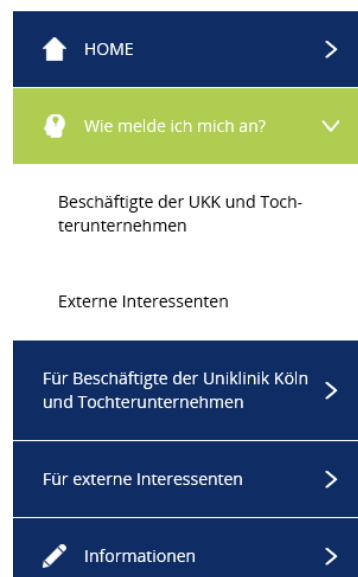 HOME
Wie melde ich mich an?
Beschäftigte der UKK und Toch-
terunternehmen
Externe Interessenten
Für Beschäftigte der Uniklinik Köln
und Tochterunternehmen
Für externe Interessenten
Informationen